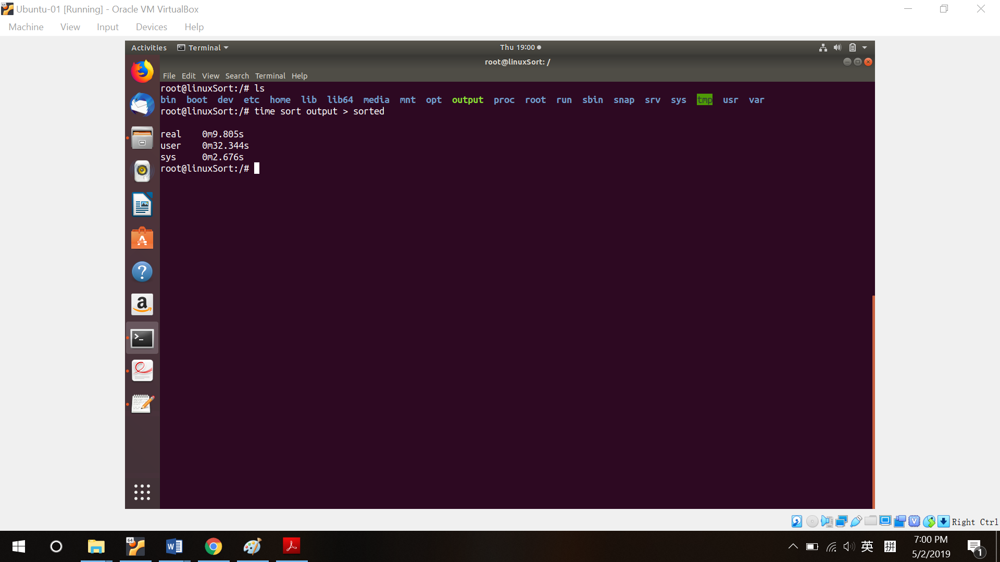 Ubuntu-01 [Running] - Oracle VM VirtualBox
Machine View Input Devices Help
Activities Terminal Thu 19:00
root@linuxSort: /
File Edit View Search Terminal Help
root@linuxSort:/# ls
bin boot dev etc home lib lib64 media mnt opt output proc root run sbin snap srv sys tmp usr var
root@linuxSort:/# time sort output > sorted
real 0m9.805s
user 0m32.344s
sys 0m2.676s
root@linuxSort:/#
Right Ctrl
64
英 拼 7:00 PM
5/2/2019
1